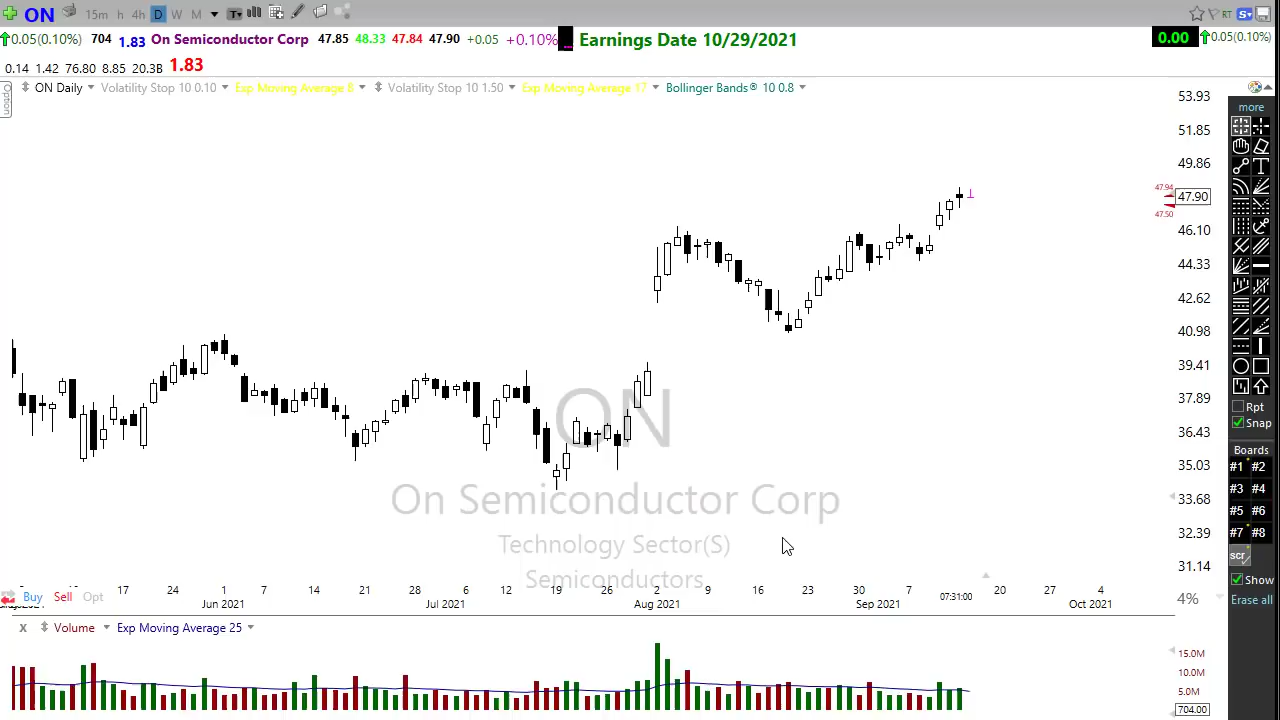 ON 15m h 4h D W M T RT S
0.05(0.10%) 704 1.83 On Semiconductor Corp 47.85 48.33 47.84 47.90 +0.05 +0.10% Earnings Date 10/29/2021 0.00 0.05(0.10%)
0.14 1.42 76.80 8.85 20.3B 1.83
Option ON Daily Volatility Stop 10 0.10 Exp Moving Average 8 Volatility Stop 10 1.50 Exp Moving Average 17 Bollinger Bands® 10 0.8
53.93
51.85
49.86
47.94
47.90
47.50
46.10
44.33
42.62
40.98
39.41
37.89
36.43
35.03
33.68
32.39
31.14
4%
ON
On Semiconductor Corp
Technology Sector(S)
Semiconductors
17 24 1 7 14 21 28 7 12 19 26 2 9 16 23 30 7 20 27 4
Jun 2021 Jul 2021 Aug 2021 Sep 2021 07:31:00 Oct 2021
Buy Sell Opt
X Volume Exp Moving Average 25
15.0M
10.0M
5.0M
704.00
more
Rpt
Snap
Boards
#1 #2
#3 #4
#5 #6
#7 #8
scr
Show
Erase all